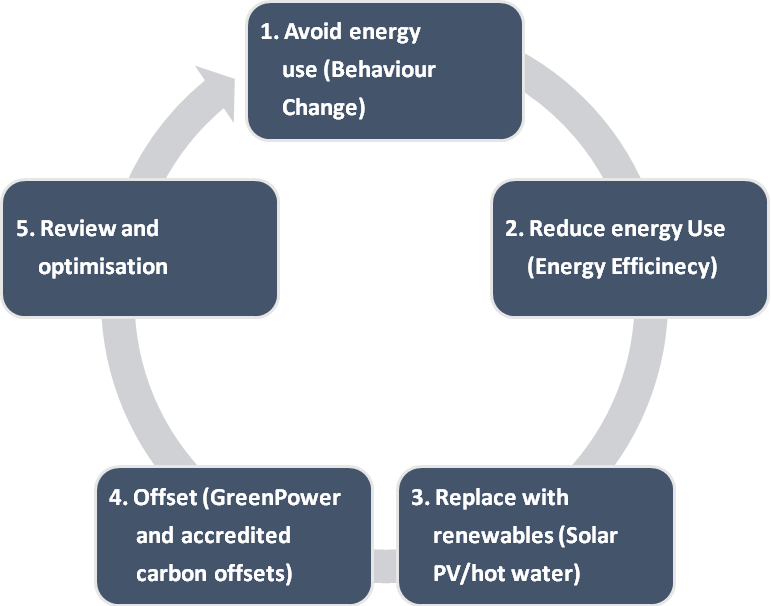 1. Avoid energy
use (Behaviour
Change)
2. Reduce energy Use
(Energy Efficinecy)
3. Replace with
renewables (Solar
PV/hot water)
4. Offset (GreenPower
and accredited
carbon offsets)
5. Review and
optimisation